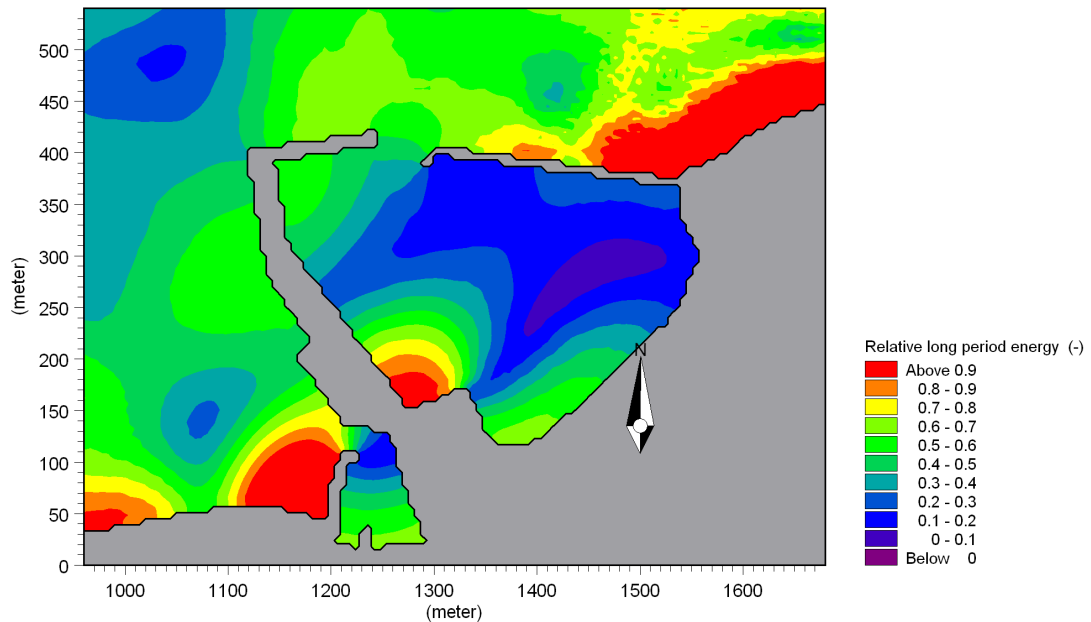 500
450
400
350
300
250
200
150
100
50
0
(meter)
1000 1100 1200 1300 1400 1500 1600
(meter)
N
Relative long period energy (-)
Above 0.9
0.8 - 0.9
0.7 - 0.8
0.6 - 0.7
0.5 - 0.6
0.4 - 0.5
0.3 - 0.4
0.2 - 0.3
0.1 - 0.2
0 - 0.1
Below 0